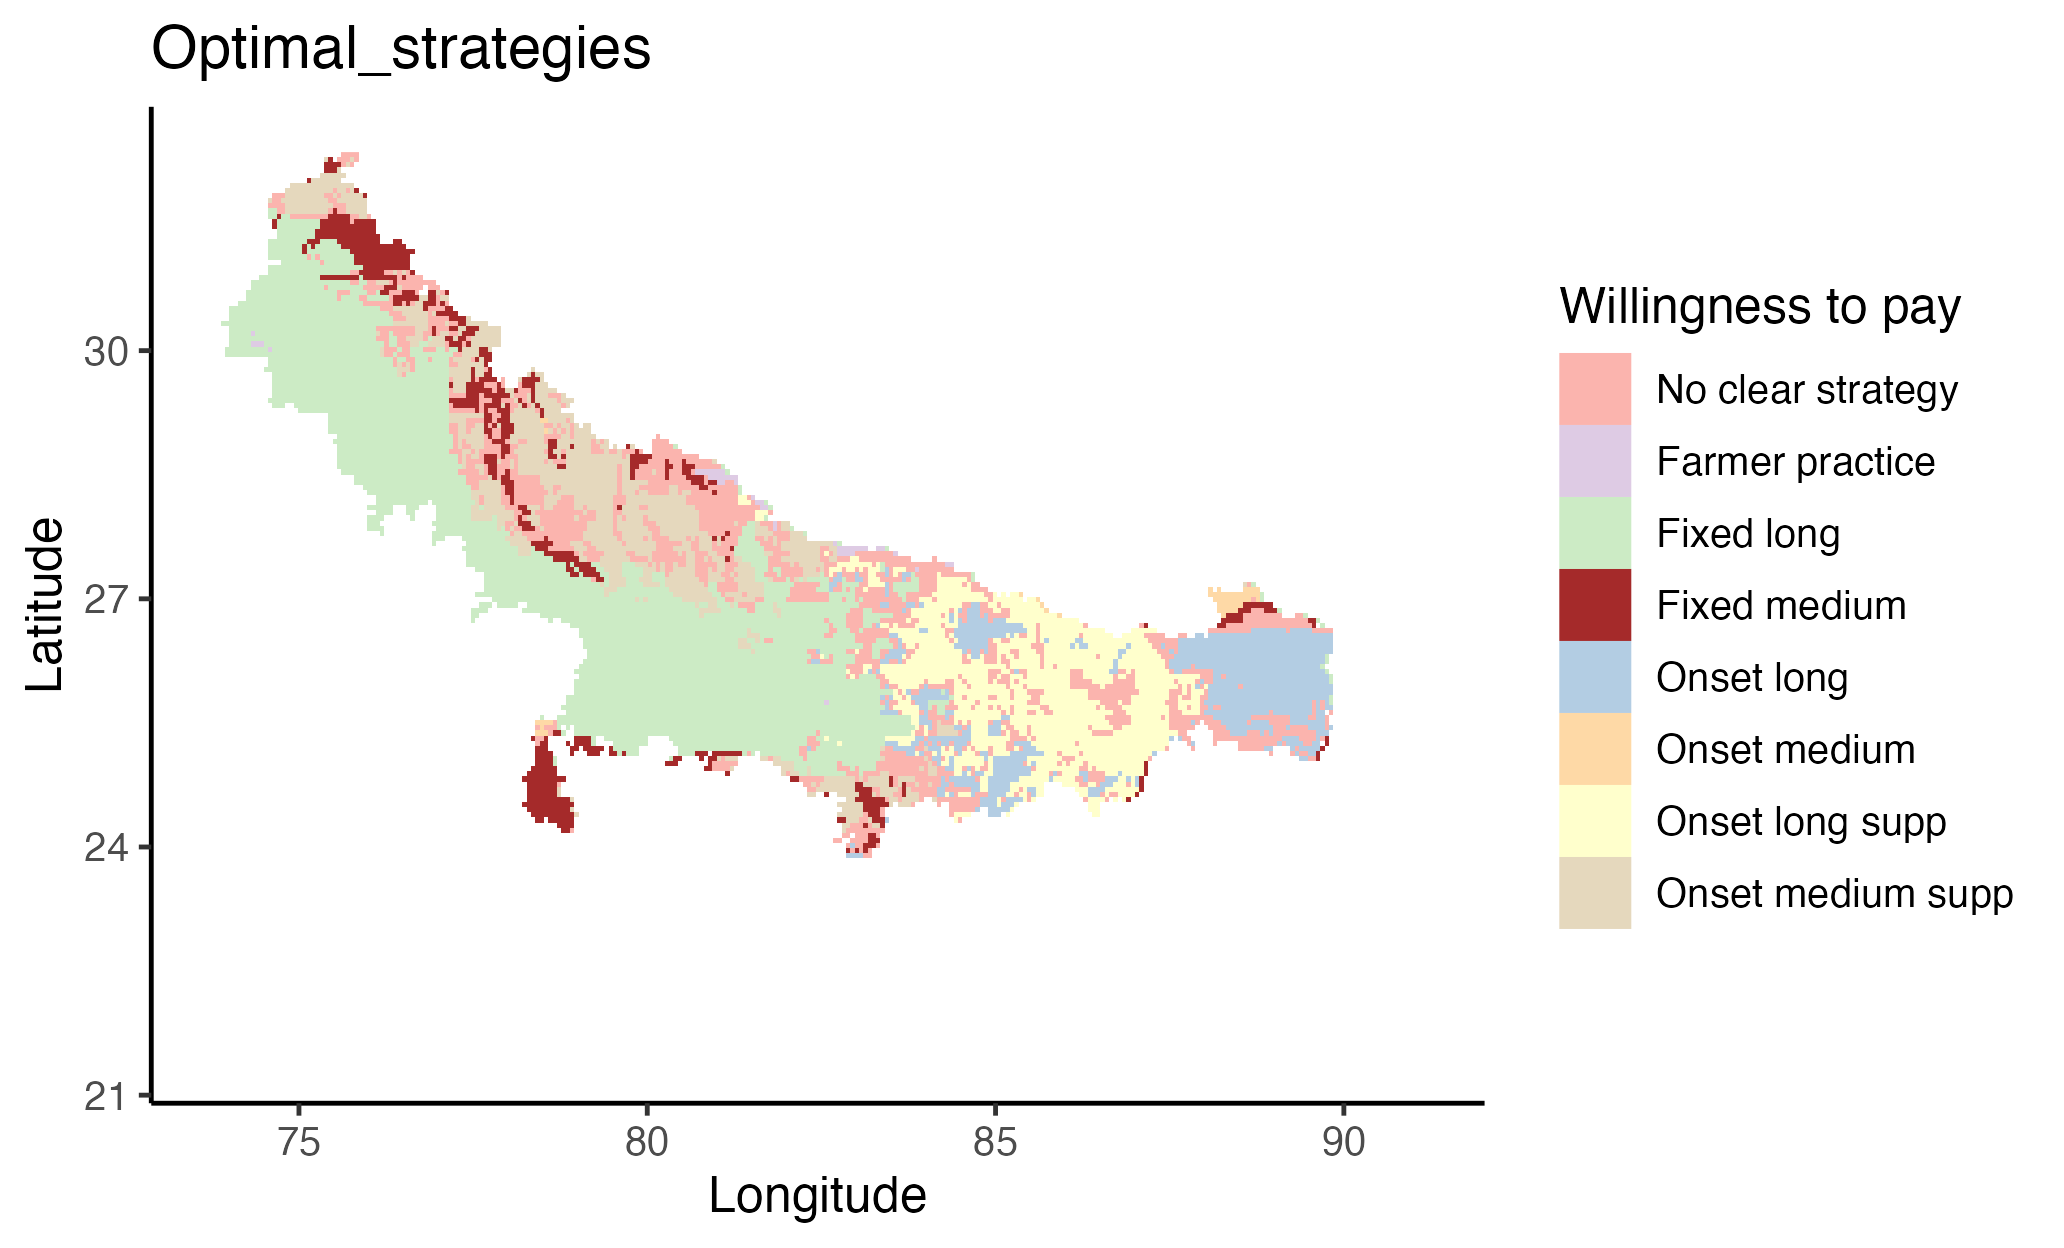 Optimal_strategies
Latitude
30
27
24
21
75
80
85
90
Longitude
Willingness to pay
No clear strategy
Farmer practice
Fixed long
Fixed medium
Onset long
Onset medium
Onset long supp
Onset medium supp